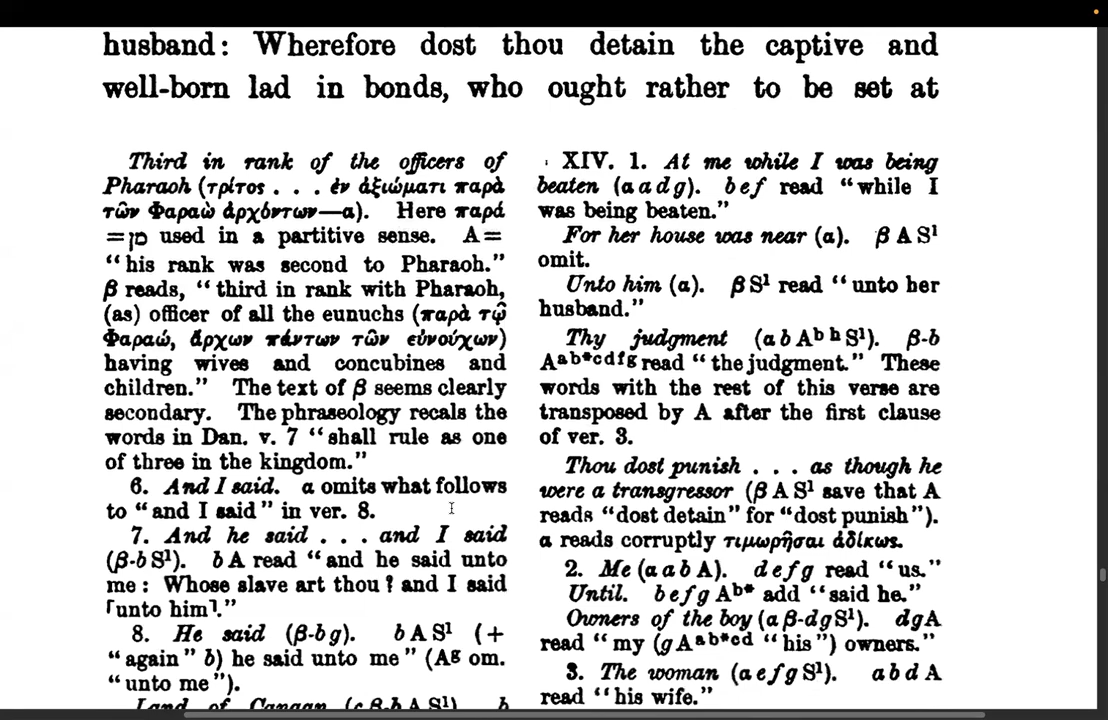 husband: Wherefore dost thou detain the captive and
well-born lad in bonds, who ought rather to be set at
Third in rank of the officers of
Pharaoh (τρίτος . . . ἐν ἀξιώματι παρὰ
τῶν Φαραὼ ἀρχόντων—a). Here παρά
=מִן used in a partitive sense. A=
“his rank was second to Pharaoh.”
β reads, “third in rank with Pharaoh,
(as) officer of all the eunuchs (παρὰ τῷ
Φαραώ, ἄρχων πάντων τῶν εὐνούχων)
having wives and concubines and
children.” The text of β seems clearly
secondary. The phraseology recals the
words in Dan. v. 7 “shall rule as one
of three in the kingdom.”
6. And I said. a omits what follows
to “and I said” in ver. 8.
7. And he said . . . and I said
(β-b S¹). b A read “and he said unto
me: Whose slave art thou? and I said
⸢unto him⸣.”
8. He said (β-b g). b A S¹ (+
“again” b) he said unto me” (Aᵍ om.
“unto me”).
Land of Canaan β-b A S¹). b
XIV. 1. At me while I was being
beaten (a a d g). b e f read “while I
was being beaten.”
For her house was near (a). β A S¹
omit.
Unto him (a). β S¹ read “unto her
husband.”
Thy judgment (a b Aᵇ ʰ S¹). β-b
Aᵃᵇ*ᶜᵈᶠᵍ read “the judgment.” These
words with the rest of this verse are
transposed by A after the first clause
of ver. 3.
Thou dost punish . . . as though he
were a transgressor (β A S¹ save that A
reads “dost detain” for “dost punish”).
a reads corruptly τιμωρῆσαι ἀδίκως.
2. Me (a a b A). d e f g read “us.”
Until. b e f g Aᵇ* add “said he.”
Owners of the boy (a β-d g S¹). d g A
read “my (g Aᵃᵇ*ᶜᵈ “his”) owners.”
3. The woman (a e f g S¹). a b d A
read “his wife.”